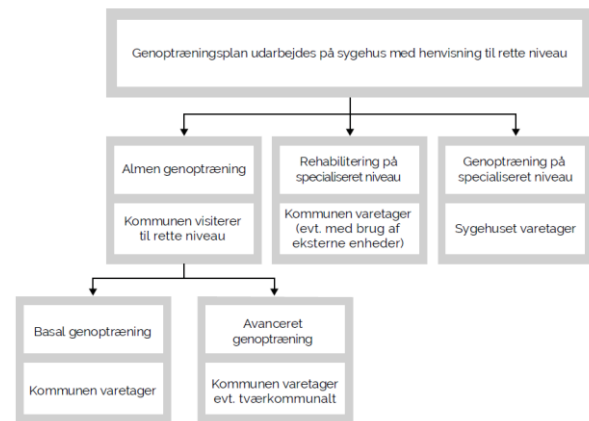 Genoptræningsplan udarbejdes på sygehus med henvisning til rette niveau
Almen genoptræning
Kommunen visiterer
til rette niveau
Rehabilitering på
specialiseret niveau
Kommunen varetager
(evt. med brug af
eksterne enheder)
Genoptræning på
specialiseret niveau
Sygehuset varetager
Basal genoptræning
Kommunen varetager
Avanceret
genoptræning
Kommunen varetager
evt. tværkommunalt